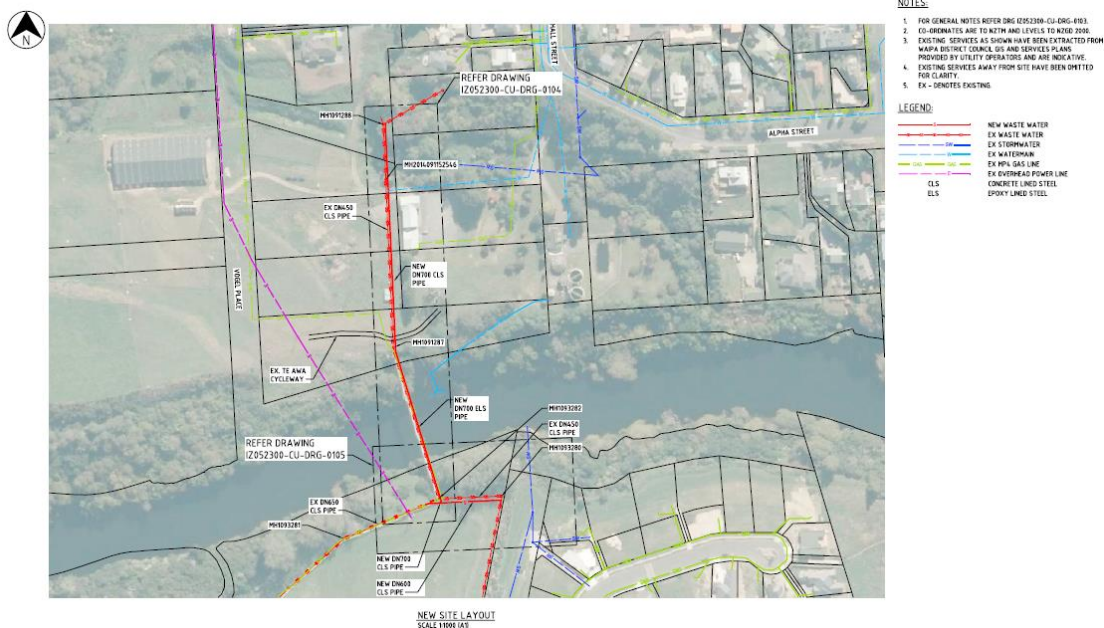 NOTES:
1. FOR GENERAL NOTES REFER DRG IZ052300-CU-DRG-0103.
2. CO-ORDINATES ARE TO NZTM AND LEVELS TO NZGD 2000.
3. EXISTING SERVICES AS SHOWN HAVE BEEN EXTRACTED FROM
WAIPA DISTRICT COUNCIL GIS AND SERVICES PLANS
PROVIDED BY UTILITY OPERATORS AND ARE INDICATIVE.
4. EXISTING SERVICES AWAY FROM SITE HAVE BEEN OMITTED
FOR CLARITY.
5. EX - DENOTES EXISTING.
LEGEND:
NEW WASTE WATER
EX WASTE WATER
EX STORMWATER
EX WATERMAIN
EX MP4 GAS LINE
EX OVERHEAD POWER LINE
CLS CONCRETE LINED STEEL
ELS EPOXY LINED STEEL
N
REFER DRAWING
IZ052300-CU-DRG-0104
MH1091288
ALPHA STREET
MH2014091152546
EX DN450
CLS PIPE
NEW
DN700 CLS
PIPE
VOGEL PLACE
MH1091287
EX. TE AWA
CYCLEWAY
NEW
DN700 ELS
PIPE
MH1093282
EX DN450
CLS PIPE
MH1093280
REFER DRAWING
IZ052300-CU-DRG-0105
EX DN650
CLS PIPE
MH1093281
NEW DN700
CLS PIPE
NEW DN600
CLS PIPE
NEW SITE LAYOUT
SCALE 1:1000 (A1)